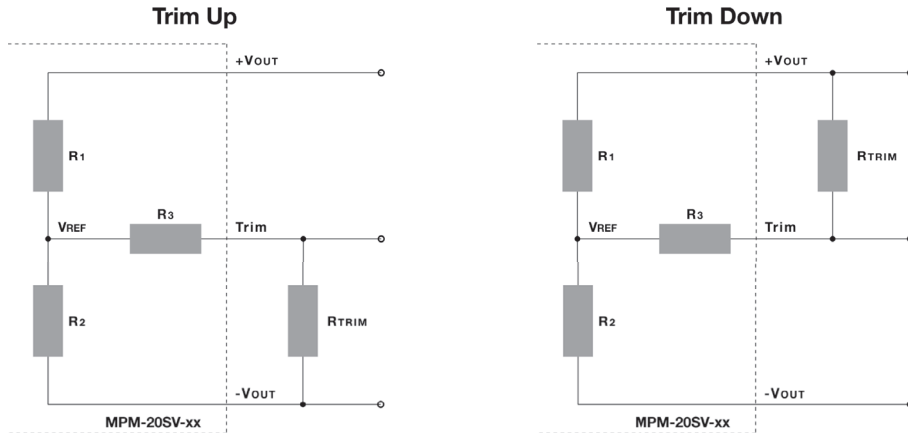 Trim Up
+VOUT
R1
VREF
R3
Trim
R2
RTRIM
-VOUT
MPM-20SV-xx
Trim Down
+VOUT
R1
RTRIM
VREF
R3
Trim
R2
-VOUT
MPM-20SV-xx